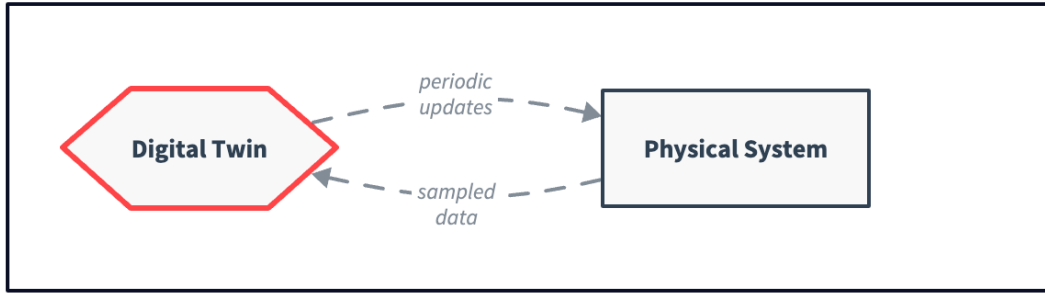 periodic
updates
Digital Twin
Physical System
sampled
data